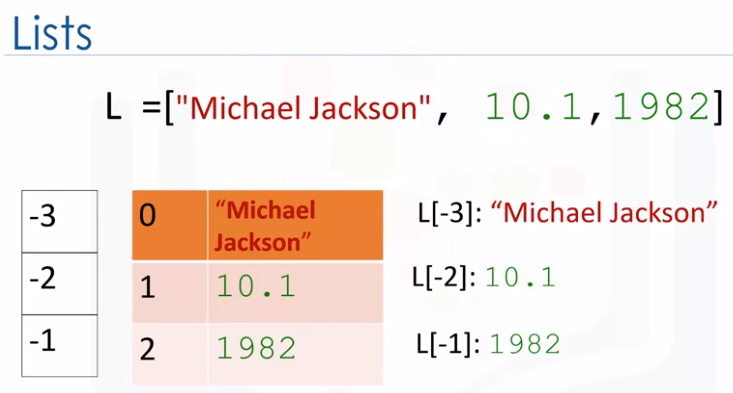 Lists
L =["Michael Jackson", 10.1,1982]
-3 0 “Michael Jackson” L[-3]: “Michael Jackson”
-2 1 10.1 L[-2]: 10.1
-1 2 1982 L[-1]: 1982